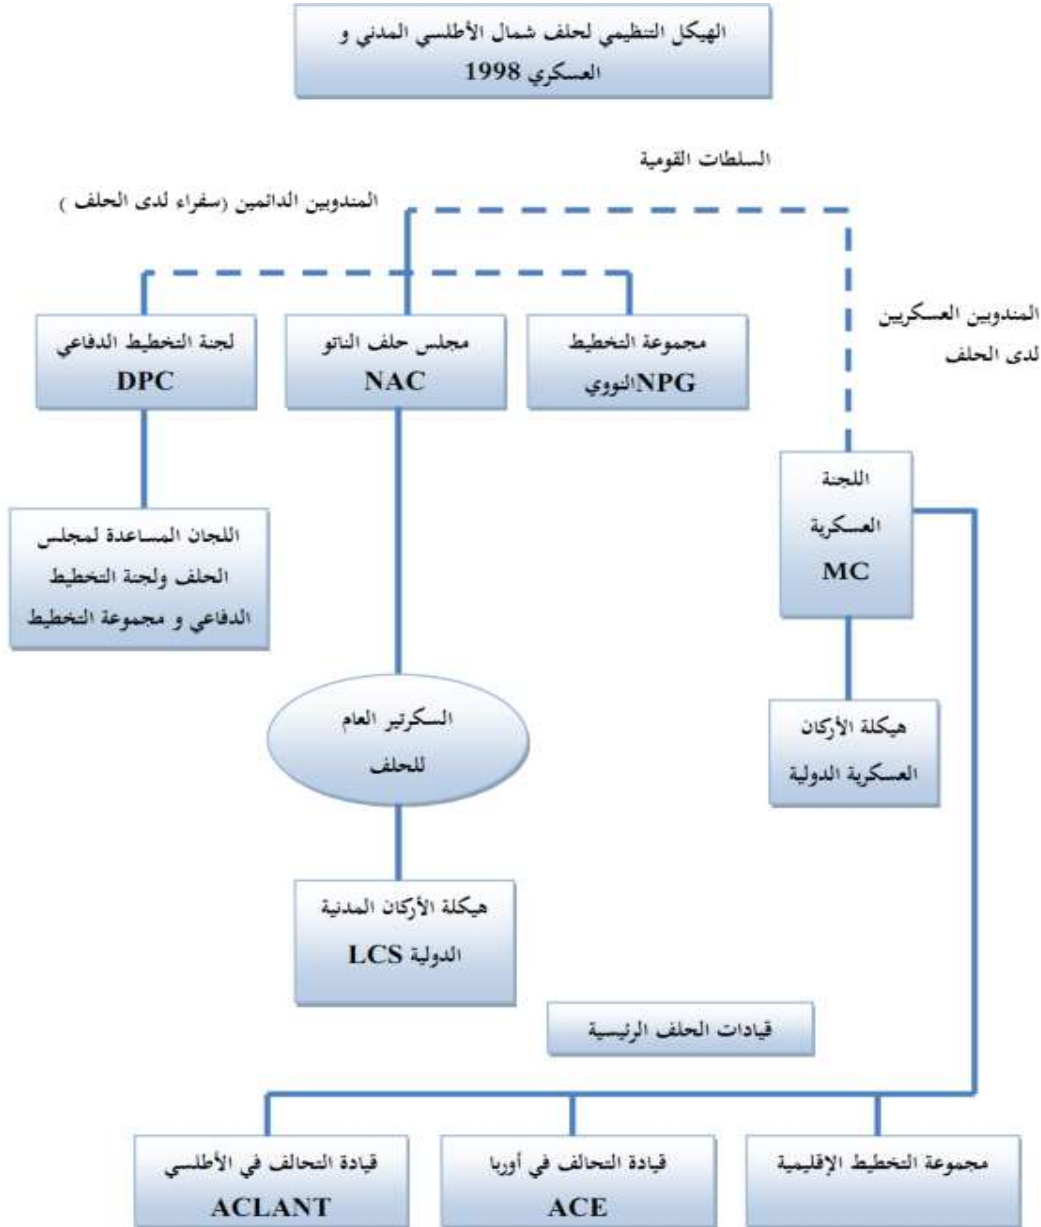 الهيكل التنظيمي لحلف شمال الأطلسي المدني و
العسكري 1998
السلطات القومية
المندوبين الدائمين (سفراء لدى الحلف )
المندوبين العسكريين
لدى الحلف
مجموعة التخطيط
النوويNPG
مجلس حلف الناتو
NAC
لجنة التخطيط الدفاعي
DPC
اللجنة
العسكرية
MC
اللجان المساعدة لمجلس
الحلف ولجنة التخطيط
الدفاعي و مجموعة التخطيط
السكرتير العام
للحلف
هيكلة الأركان
العسكرية الدولية
هيكلة الأركان المدنية
الدولية LCS
قيادات الحلف الرئيسية
مجموعة التخطيط الإقليمية
قيادة التحالف في أوربا
ACE
قيادة التحالف في الأطلسي
ACLANT